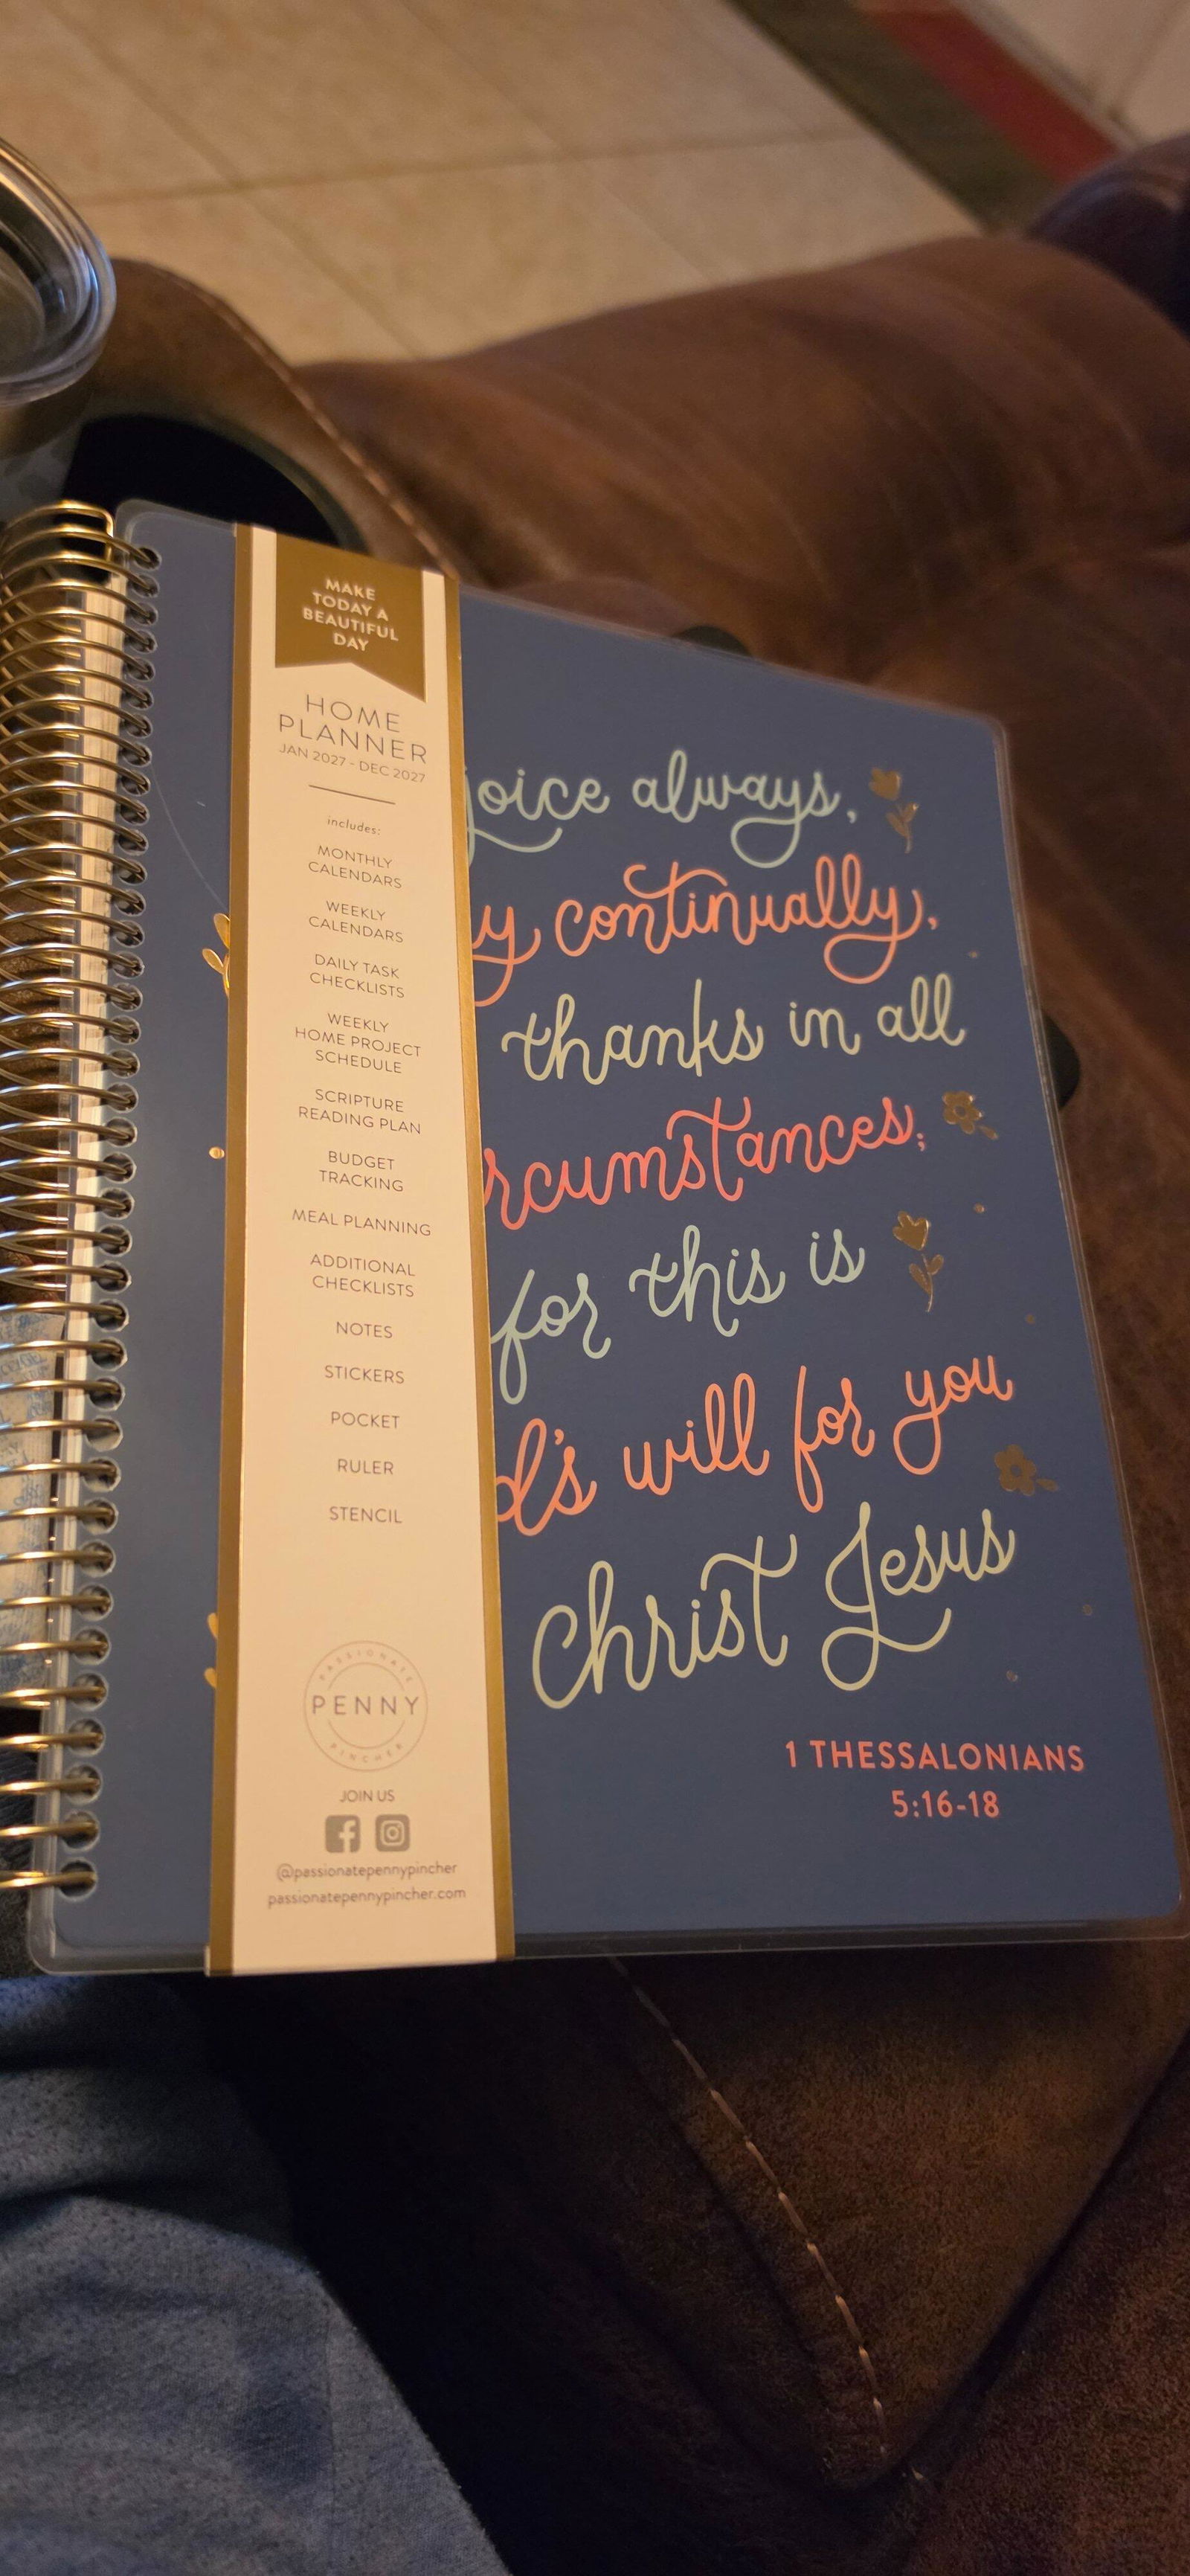 MAKE
TODAY A
BEAUTIFUL
DAY
HOME
PLANNER
JAN 2027 - DEC 2027
includes:
MONTHLY
CALENDARS
WEEKLY
CALENDARS
DAILY TASK
CHECKLISTS
WEEKLY
HOME PROJECT
SCHEDULE
SCRIPTURE
READING PLAN
BUDGET
TRACKING
MEAL PLANNING
ADDITIONAL
CHECKLISTS
NOTES
STICKERS
POCKET
RULER
STENCIL
PASSIONATE
PENNY
PINCHER
JOIN US
@passionatepennypincher
passionatepennypincher.com
joice always,
y continually,
thanks in all
rcumstances;
for this is
d's will for you
Christ Jesus
1 THESSALONIANS
5:16-18